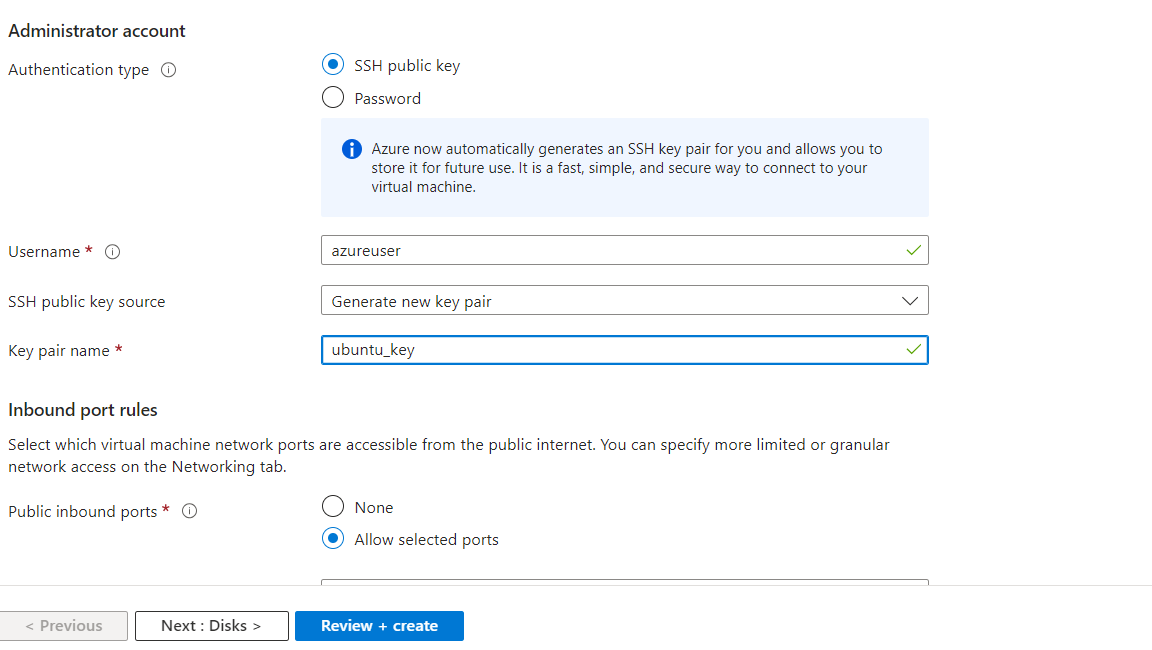 Administrator account
Authentication type
SSH public key
Password
Azure now automatically generates an SSH key pair for you and allows you to
store it for future use. It is a fast, simple, and secure way to connect to your
virtual machine.
Username *
azureuser
SSH public key source
Generate new key pair
Key pair name *
ubuntu_key
Inbound port rules
Select which virtual machine network ports are accessible from the public internet. You can specify more limited or granular
network access on the Networking tab.
Public inbound ports *
None
Allow selected ports
< Previous
Next : Disks >
Review + create